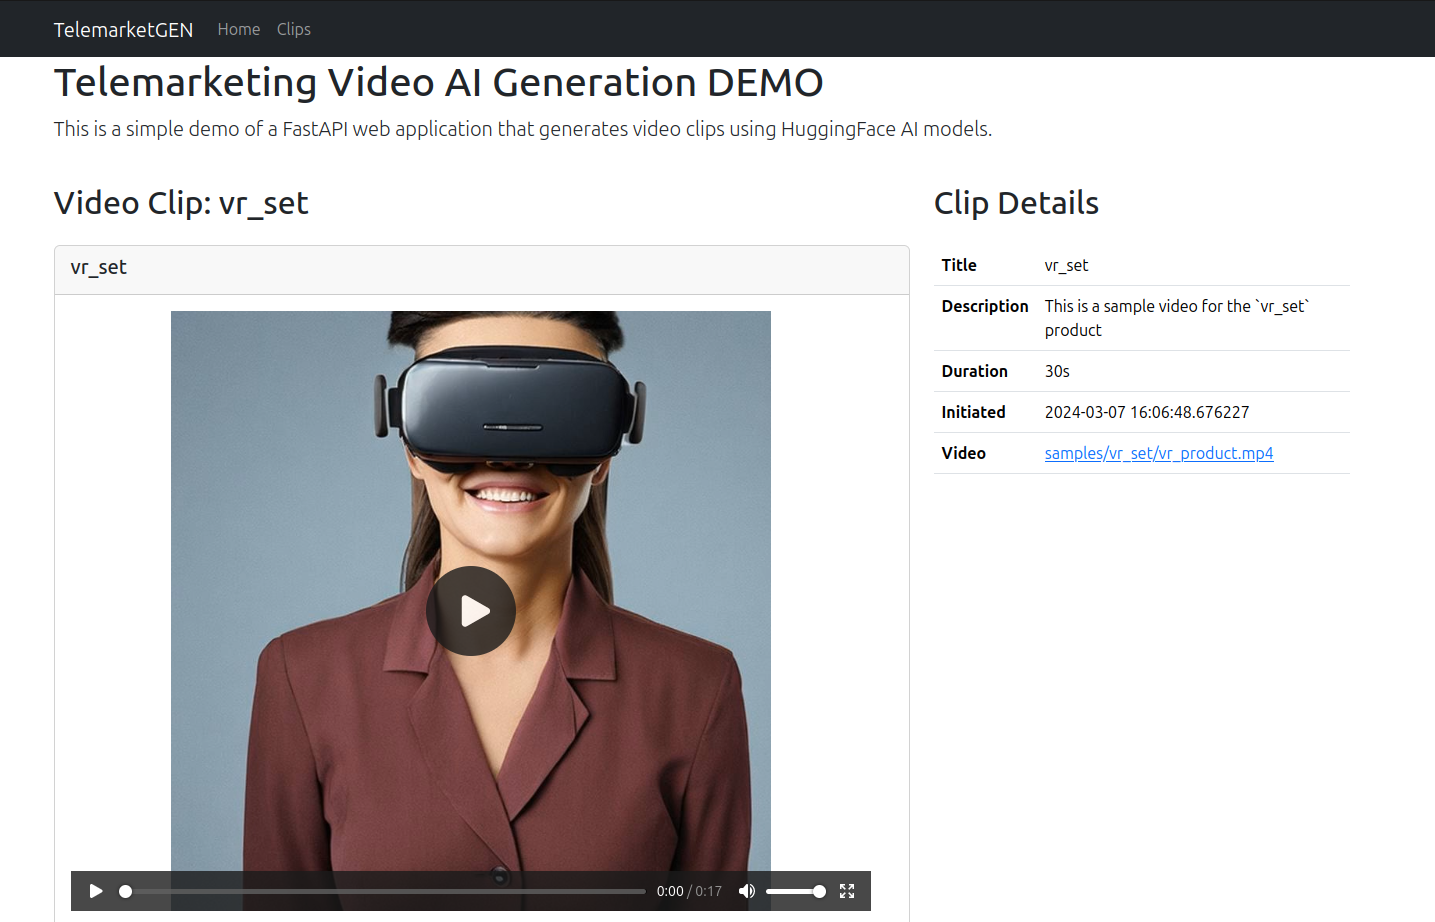 TelemarketGEN Home Clips
Telemarketing Video AI Generation DEMO
This is a simple demo of a FastAPI web application that generates video clips using HuggingFace AI models.
Video Clip: vr_set
vr_set
0:00 / 0:17
Clip Details
Title vr_set
Description This is a sample video for the `vr_set`
product
Duration 30s
Initiated 2024-03-07 16:06:48.676227
Video samples/vr_set/vr_product.mp4